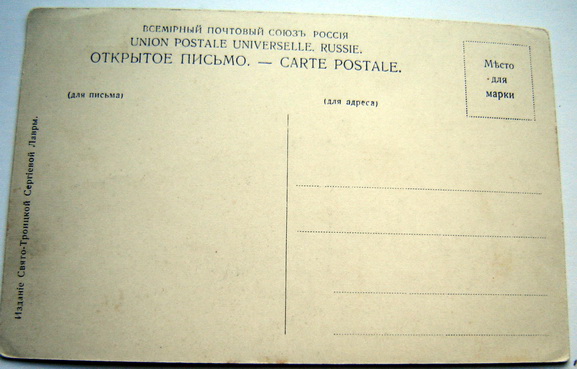 ВСЕМІРНЫЙ ПОЧТОВЫЙ СОЮЗЪ РОССІЯ
UNION POSTALE UNIVERSELLE. RUSSIE.
ОТКРЫТОЕ ПИСЬМО. — CARTE POSTALE.
Мѣсто
для
марки
(для письма)
(для адреса)
Изданіе Свято-Троицкой Сергіевой Лавры.